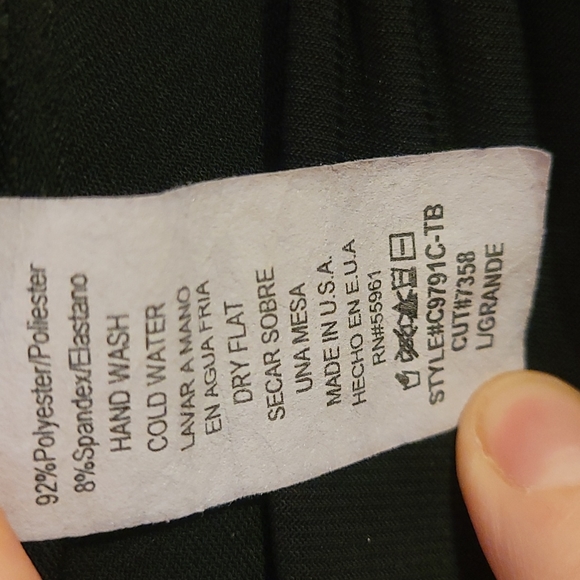 92%Polyester/Poliester
8%Spandex/Elastano
HAND WASH
COLD WATER
LAVAR A MANO
EN AGUA FRIA
DRY FLAT
SECAR SOBRE
UNA MESA
MADE IN U.S.A.
HECHO EN E.U.A
RN#55961
STYLE#C9791C-TB
CUT#7358
L/GRANDE